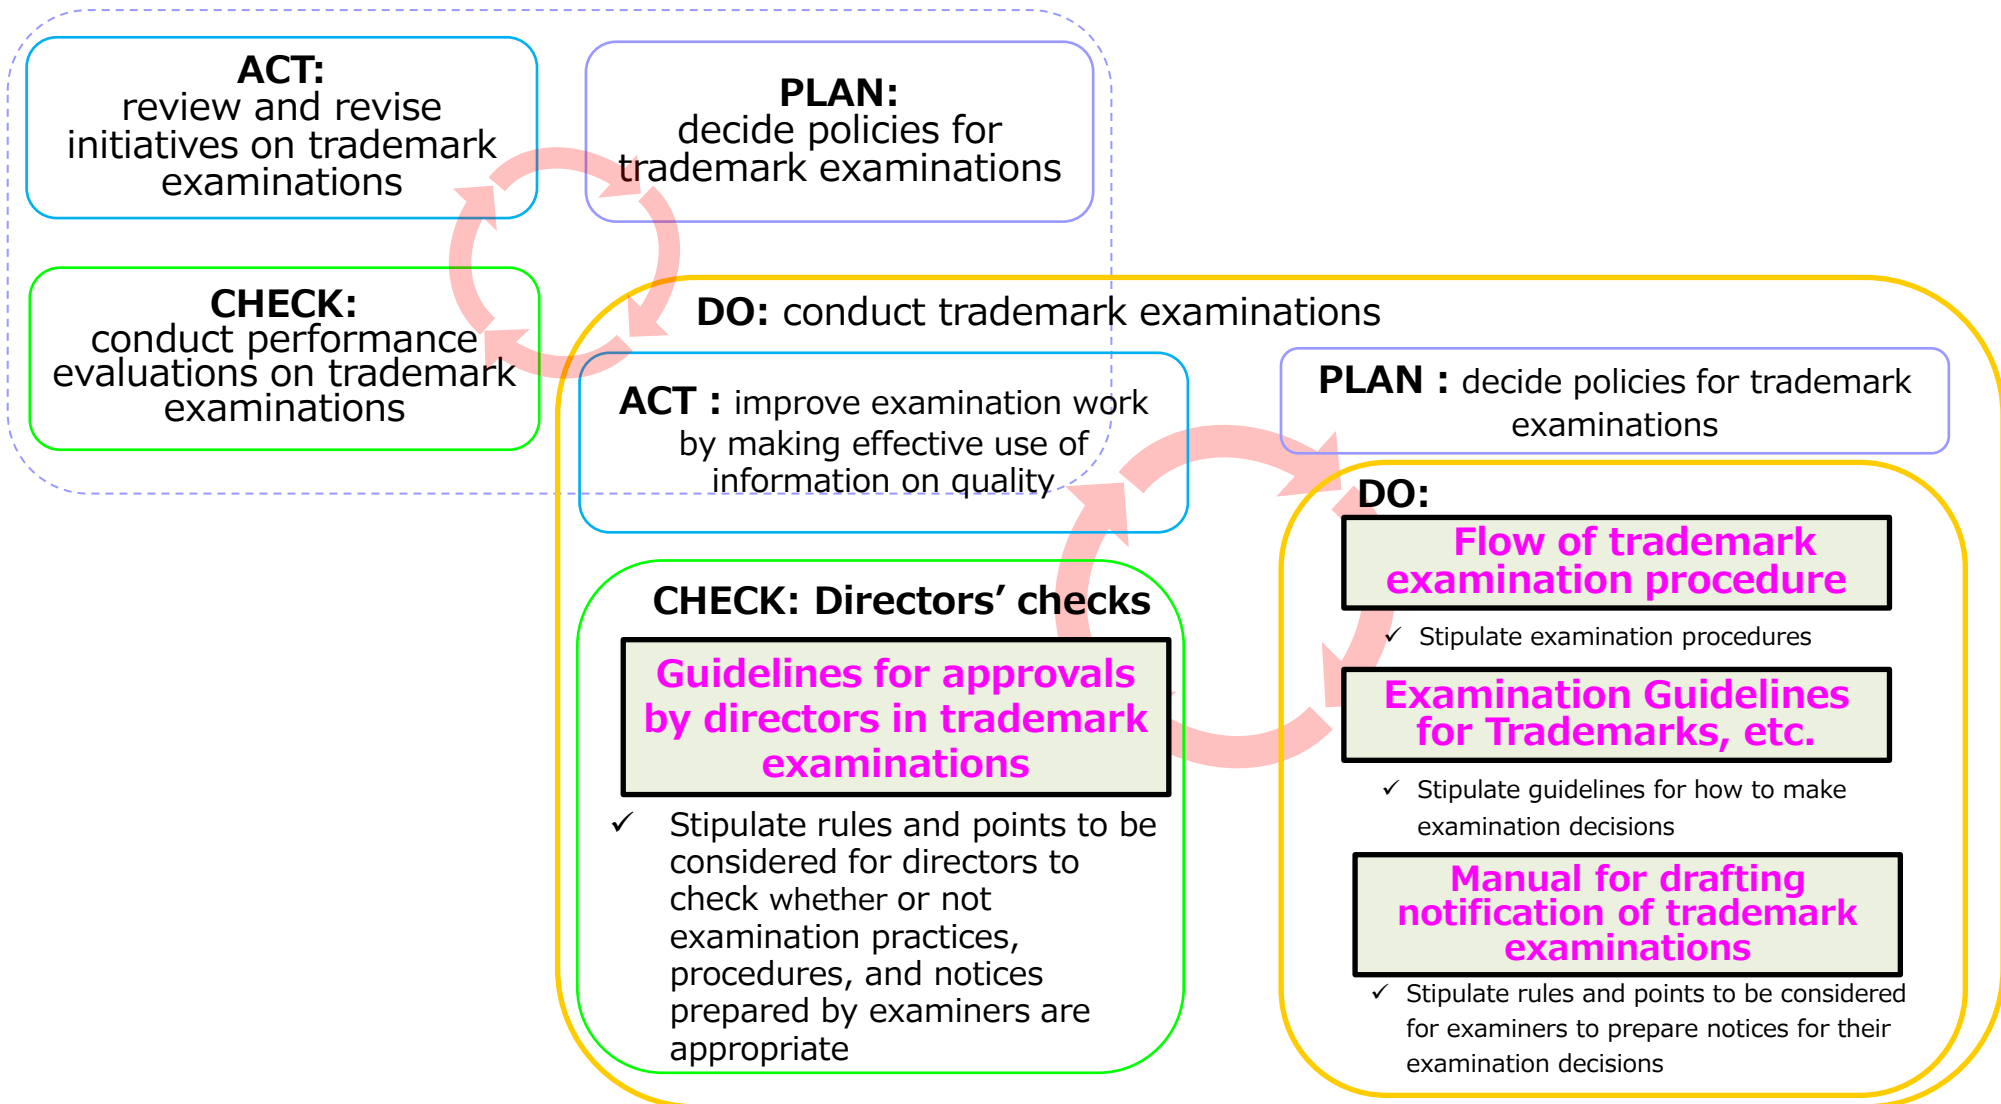 ACT:
review and revise
initiatives on trademark
examinations
PLAN:
decide policies for
trademark examinations
CHECK:
conduct performance
evaluations on trademark
examinations
DO: conduct trademark examinations
ACT : improve examination work
by making effective use of
information on quality
PLAN : decide policies for trademark
examinations
CHECK: Directors’ checks
Guidelines for approvals
by directors in trademark
examinations
✓ Stipulate rules and points to be
considered for directors to
check whether or not
examination practices,
procedures, and notices
prepared by examiners are
appropriate
DO:
Flow of trademark
examination procedure
✓ Stipulate examination procedures
Examination Guidelines
for Trademarks, etc.
✓ Stipulate guidelines for how to make
examination decisions
Manual for drafting
notification of trademark
examinations
✓ Stipulate rules and points to be considered
for examiners to prepare notices for their
examination decisions